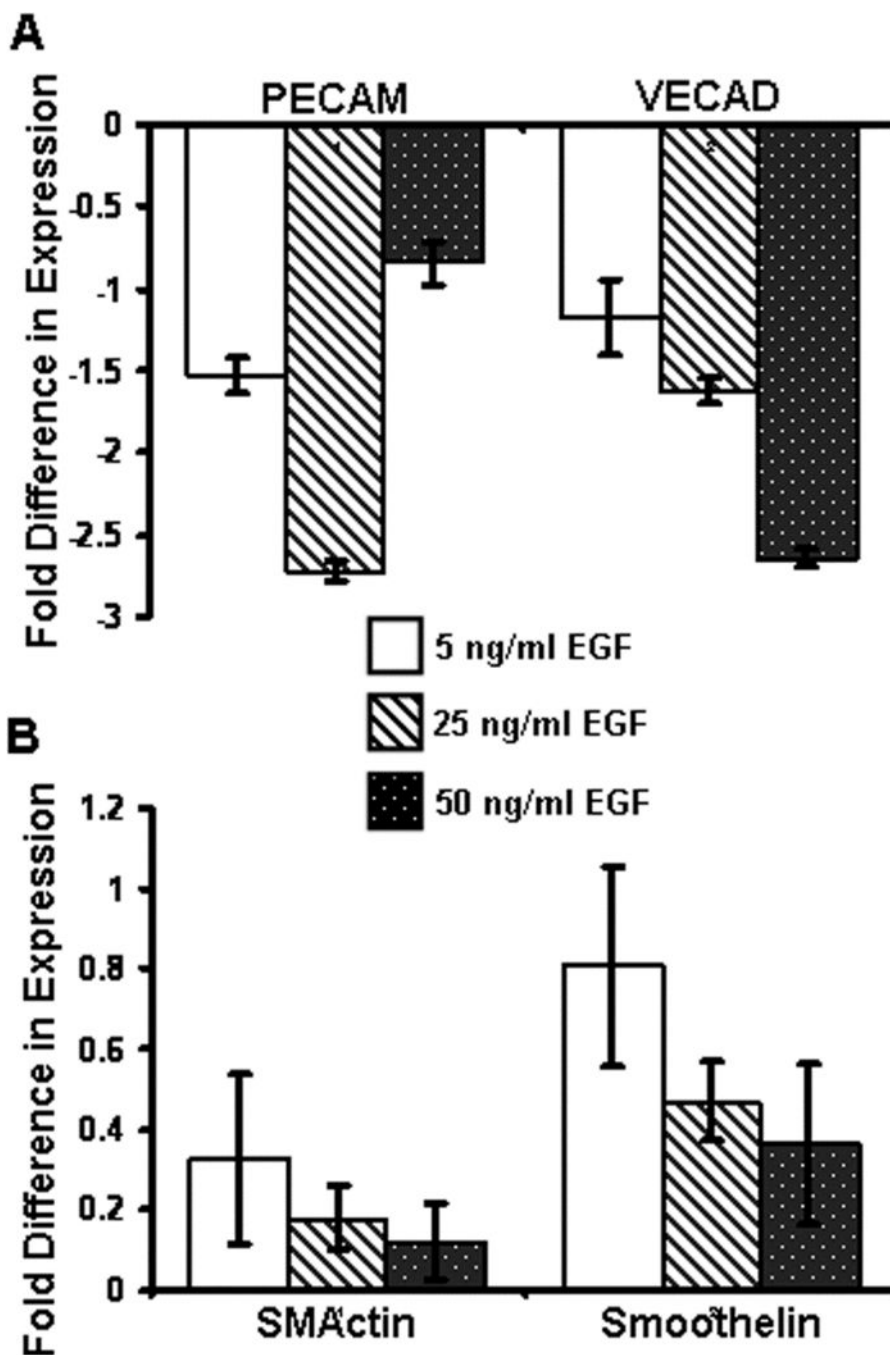 A
PECAM VECAD
Fold Difference in Expression
0
-0.5
-1
-1.5
-2
-2.5
-3
1
2
5 ng/ml EGF
25 ng/ml EGF
50 ng/ml EGF
B
Fold Difference in Expression
1.2
1
0.8
0.6
0.4
0.2
0
SMActin Smoothelin